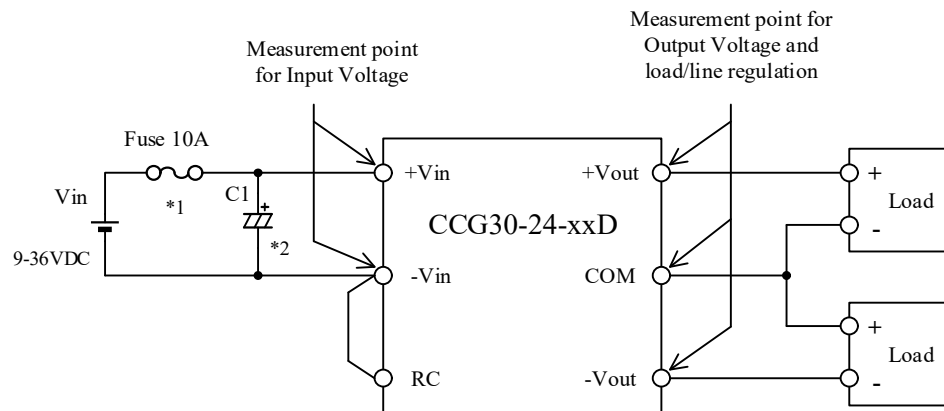 Measurement point for
Output Voltage and
load/line regulation
Measurement point
for Input Voltage
Fuse 10A
*1
Vin
9-36VDC
C1
+
*2
+Vin
-Vin
RC
CCG30-24-xxD
+Vout
COM
-Vout
+
Load
-
+
Load
-